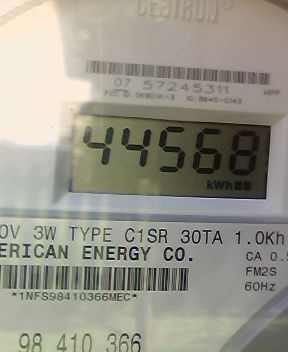 CENTRON®
07 57245311
44568
kWh
0V 3W TYPE C1SR 30TA 1.0Kh
ERICAN ENERGY CO.
CA 0.5
FM2S
*1NFS98410366MEC*
60Hz
98 410 366